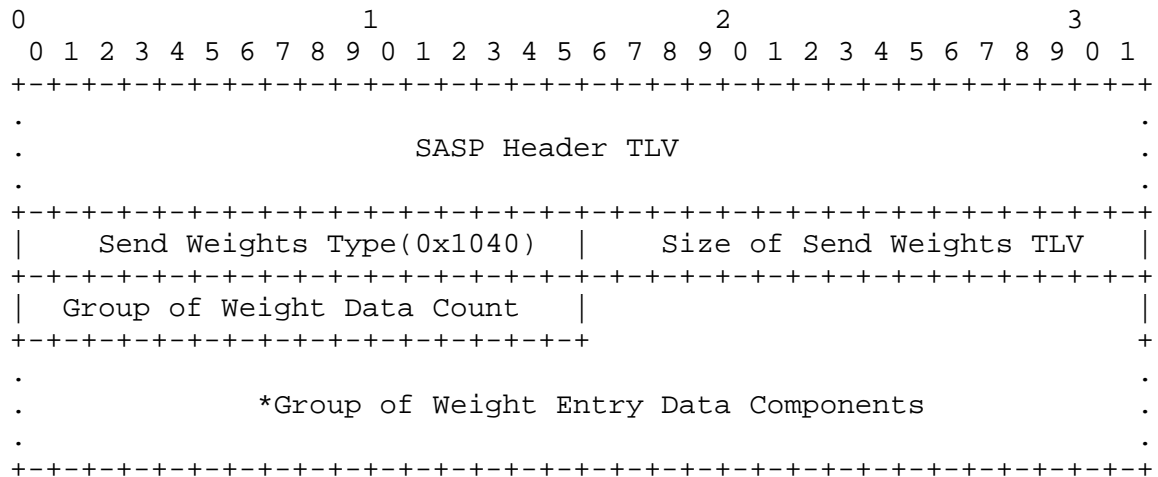 0                   1                   2                   3
 0 1 2 3 4 5 6 7 8 9 0 1 2 3 4 5 6 7 8 9 0 1 2 3 4 5 6 7 8 9 0 1
+-+-+-+-+-+-+-+-+-+-+-+-+-+-+-+-+-+-+-+-+-+-+-+-+-+-+-+-+-+-+-+-+
.                                                               .
.                      SASP Header TLV                          .
.                                                               .
+-+-+-+-+-+-+-+-+-+-+-+-+-+-+-+-+-+-+-+-+-+-+-+-+-+-+-+-+-+-+-+-+
|    Send Weights Type(0x1040)  |    Size of Send Weights TLV   |
+-+-+-+-+-+-+-+-+-+-+-+-+-+-+-+-+-+-+-+-+-+-+-+-+-+-+-+-+-+-+-+-+
|  Group of Weight Data Count   |                               |
+-+-+-+-+-+-+-+-+-+-+-+-+-+-+-+-+                               +
.                                                               .
.             *Group of Weight Entry Data Components            .
.                                                               .
+-+-+-+-+-+-+-+-+-+-+-+-+-+-+-+-+-+-+-+-+-+-+-+-+-+-+-+-+-+-+-+-+